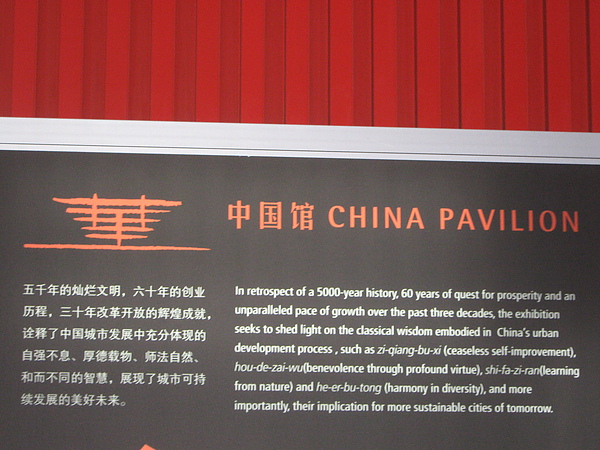 中国馆 CHINA PAVILION
五千年的灿烂文明，六十年的创业
历程，三十年改革开放的辉煌成就，
诠释了中国城市发展中充分体现的
自强不息、厚德载物、师法自然、
和而不同的智慧，展现了城市可持
续发展的美好未来。
In retrospect of a 5000-year history, 60 years of quest for prosperity and an
unparalleled pace of growth over the past three decades, the exhibition
seeks to shed light on the classical wisdom embodied in China's urban
development process , such as zi-qiang-bu-xi (ceaseless self-improvement),
hou-de-zai-wu(benevolence through profound virtue), shi-fa-zi-ran(learning
from nature) and he-er-bu-tong (harmony in diversity), and more
importantly, their implication for more sustainable cities of tomorrow.